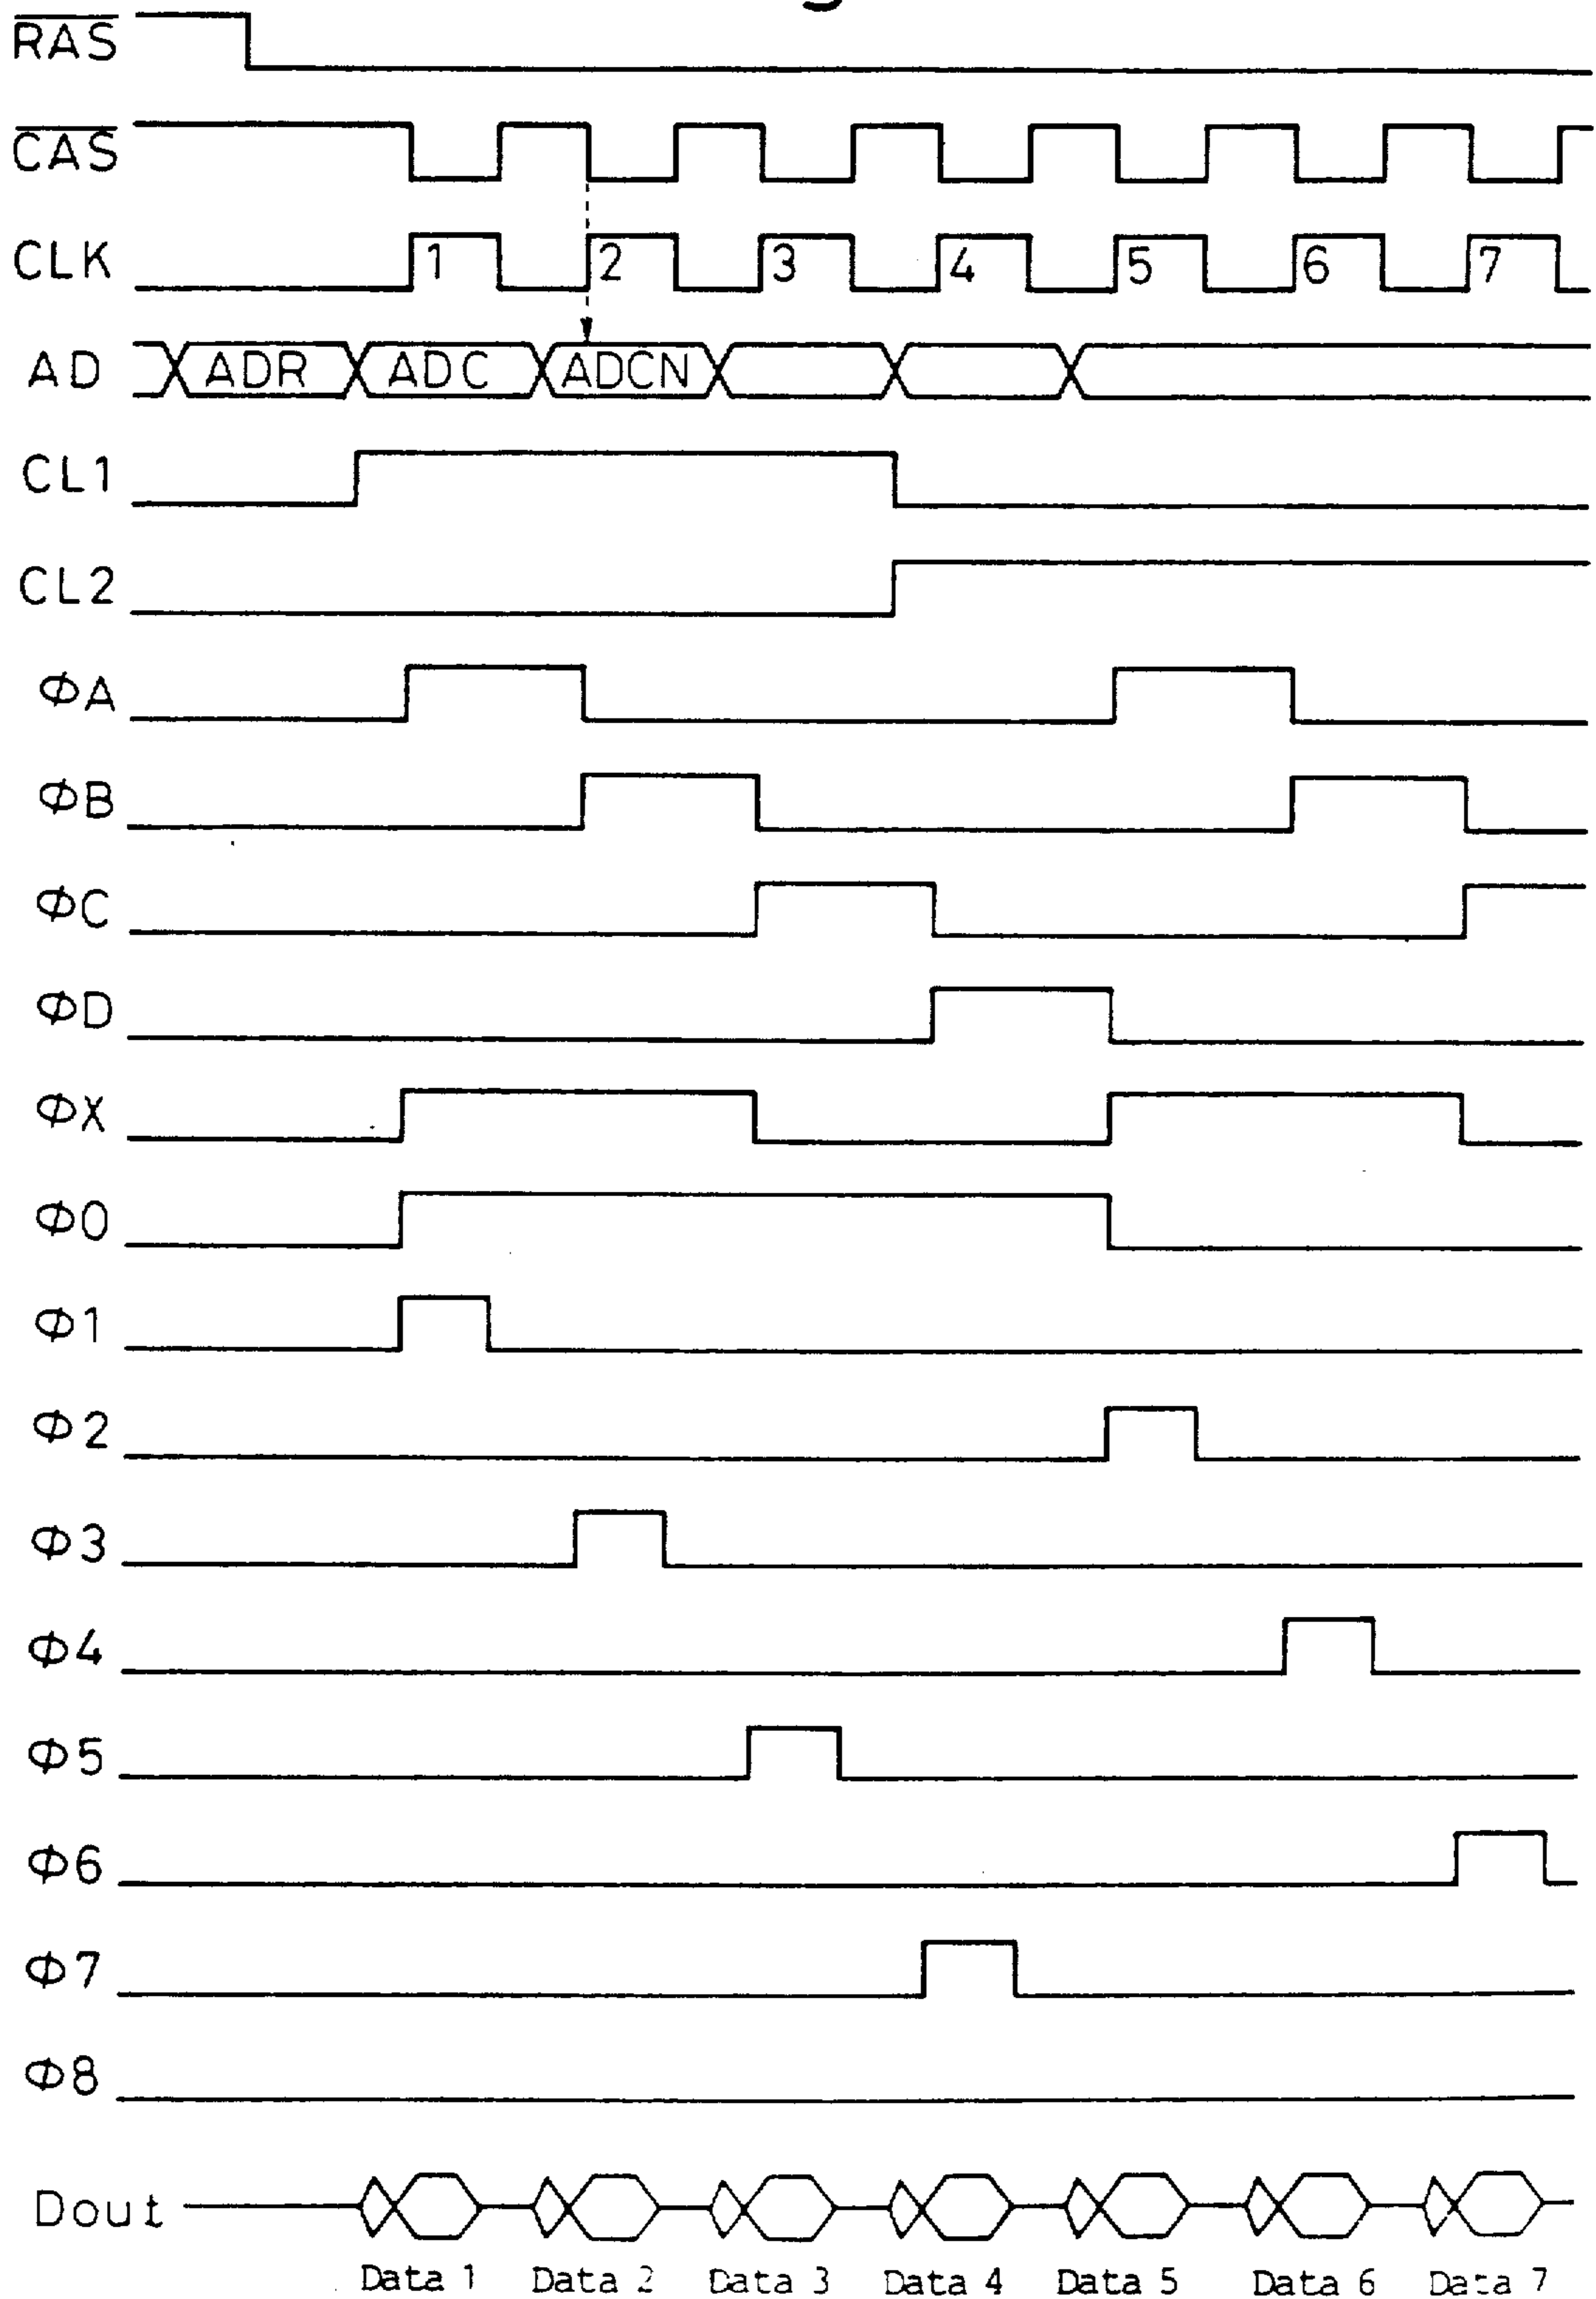 RAS
CAS
CLK 1 2 3 4 5 6 7
AD ADR ADC ADCN
CL1
CL2
ΦA
ΦB
ΦC
ΦD
ΦX
Φ0
Φ1
Φ2
Φ3
Φ4
Φ5
Φ6
Φ7
Φ8
Dout
Data 1 Data 2 Data 3 Data 4 Data 5 Data 6 Data 7